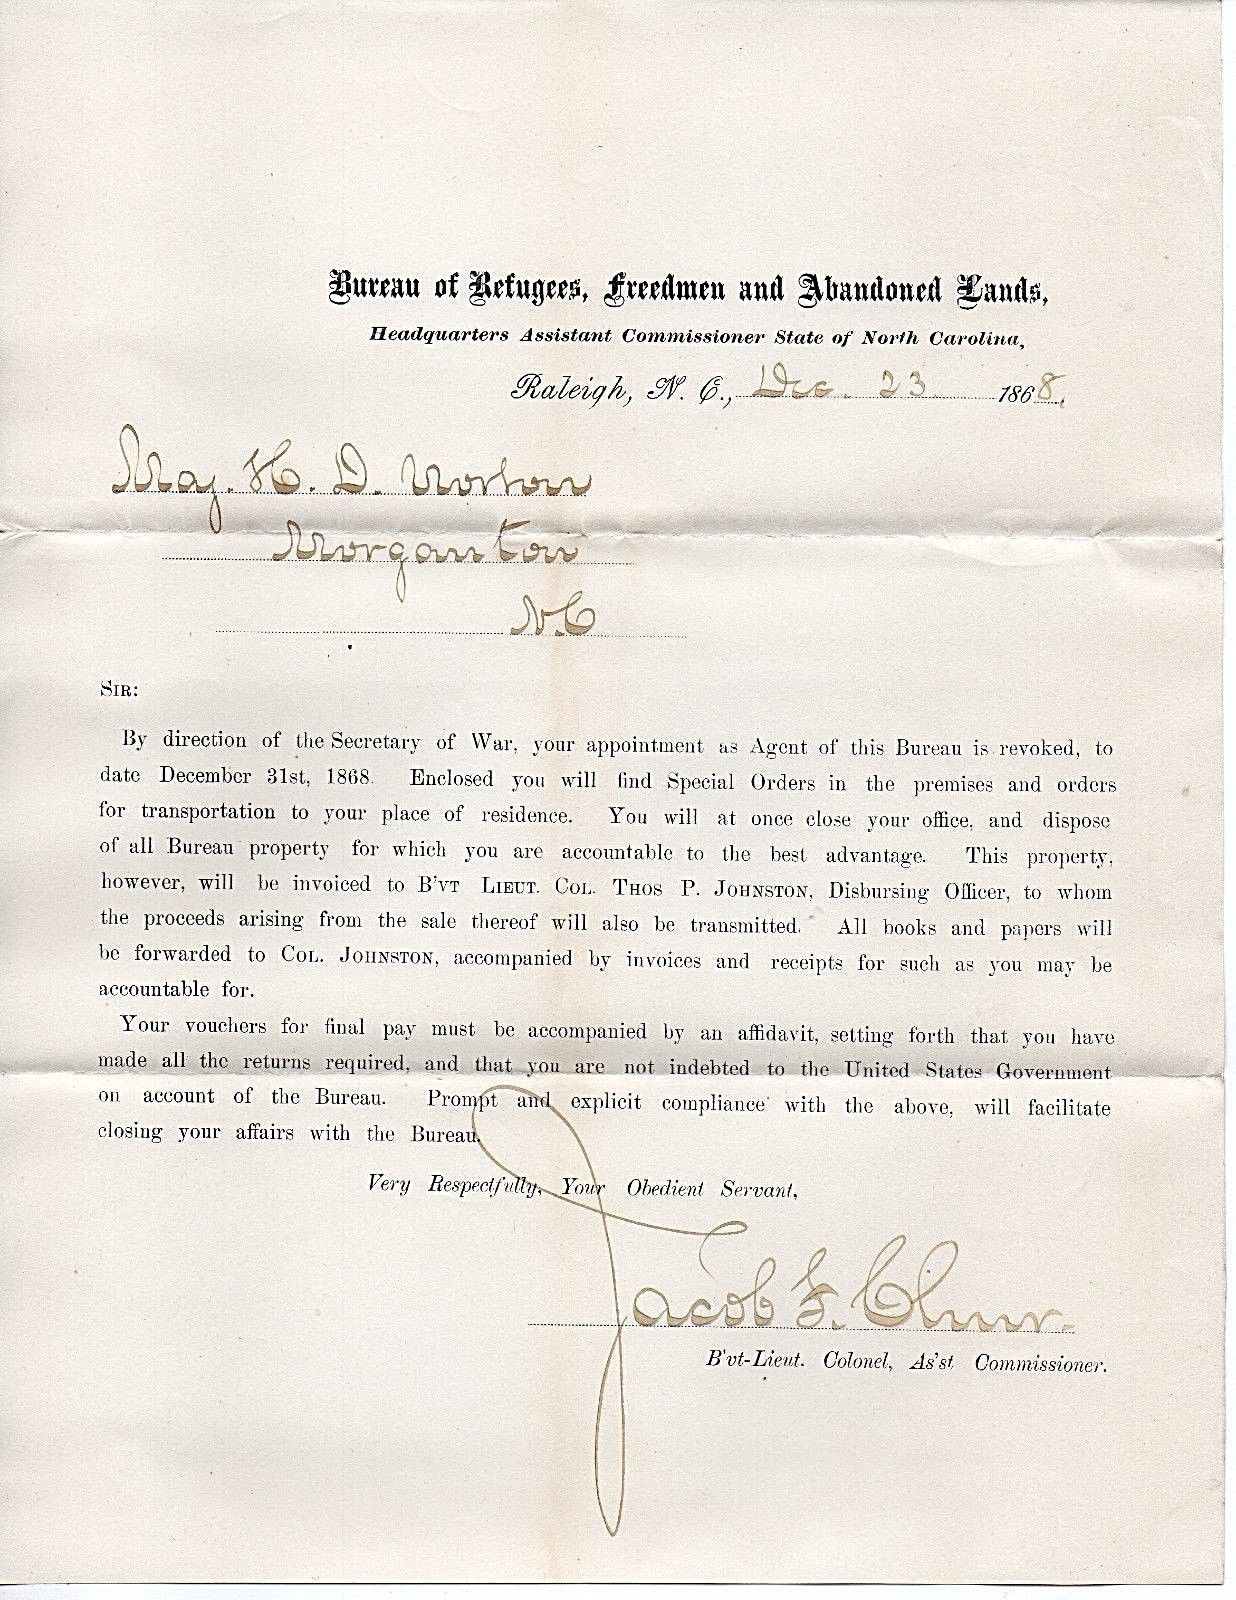 Bureau of Refugees, Freedmen and Abandoned Lands,
Headquarters Assistant Commissioner State of North Carolina,
Raleigh, N. C., Dec. 23 1868.
Maj. H. D. Norton
Morganton
N.C
SIR:
By direction of the Secretary of War, your appointment as Agent of this Bureau is revoked, to
date December 31st, 1868. Enclosed you will find Special Orders in the premises and orders
for transportation to your place of residence. You will at once close your office, and dispose
of all Bureau property for which you are accountable to the best advantage. This property,
however, will be invoiced to B'VT LIEUT. COL. THOS P. JOHNSTON, Disbursing Officer, to whom
the proceeds arising from the sale thereof will also be transmitted. All books and papers will
be forwarded to COL. JOHNSTON, accompanied by invoices and receipts for such as you may be
accountable for.
Your vouchers for final pay must be accompanied by an affidavit, setting forth that you have
made all the returns required, and that you are not indebted to the United States Government
on account of the Bureau. Prompt and explicit compliance with the above, will facilitate
closing your affairs with the Bureau.
Very Respectfully, Your Obedient Servant,
Jacob F. Chur.
B'vt-Lieut. Colonel, As'st Commissioner.